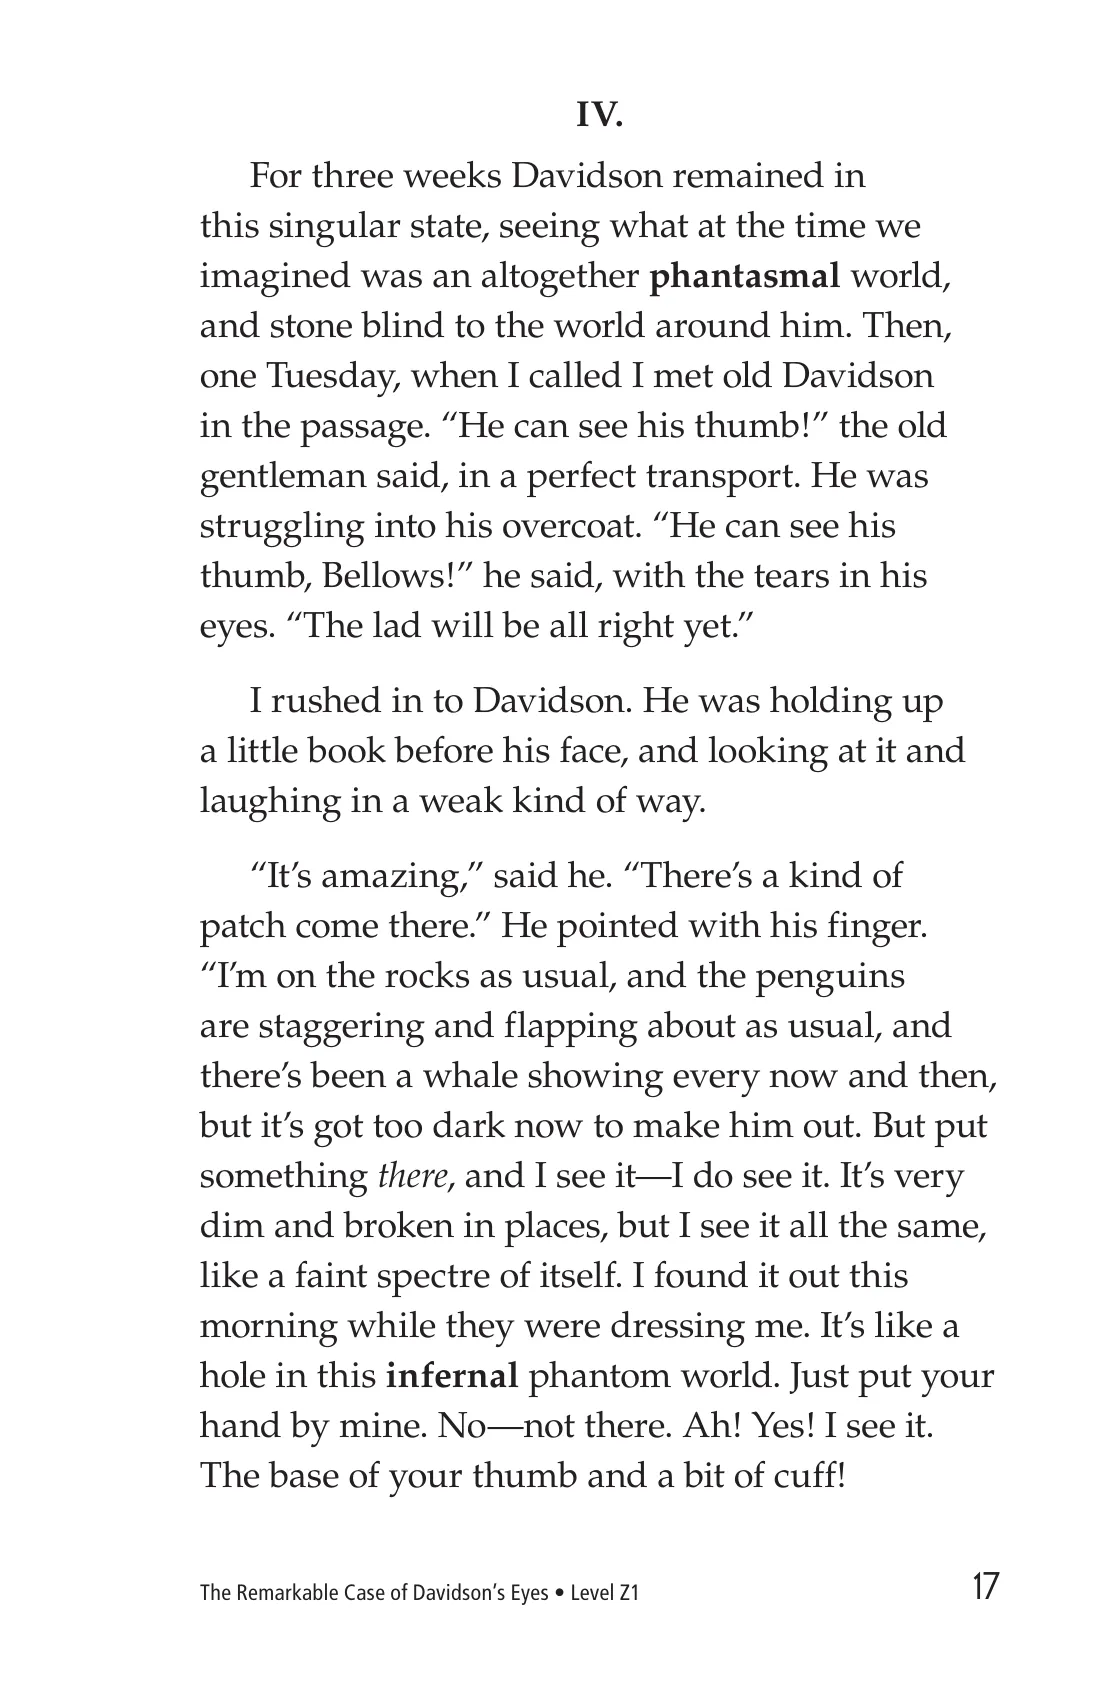 IV.
For three weeks Davidson remained in
this singular state, seeing what at the time we
imagined was an altogether phantasmal world,
and stone blind to the world around him. Then,
one Tuesday, when I called I met old Davidson
in the passage. “He can see his thumb!” the old
gentleman said, in a perfect transport. He was
struggling into his overcoat. “He can see his
thumb, Bellows!” he said, with the tears in his
eyes. “The lad will be all right yet.”
I rushed in to Davidson. He was holding up
a little book before his face, and looking at it and
laughing in a weak kind of way.
“It’s amazing,” said he. “There’s a kind of
patch come there.” He pointed with his finger.
“I’m on the rocks as usual, and the penguins
are staggering and flapping about as usual, and
there’s been a whale showing every now and then,
but it’s got too dark now to make him out. But put
something there, and I see it—I do see it. It’s very
dim and broken in places, but I see it all the same,
like a faint spectre of itself. I found it out this
morning while they were dressing me. It’s like a
hole in this infernal phantom world. Just put your
hand by mine. No—not there. Ah! Yes! I see it.
The base of your thumb and a bit of cuff!
The Remarkable Case of Davidson’s Eyes • Level Z1
17